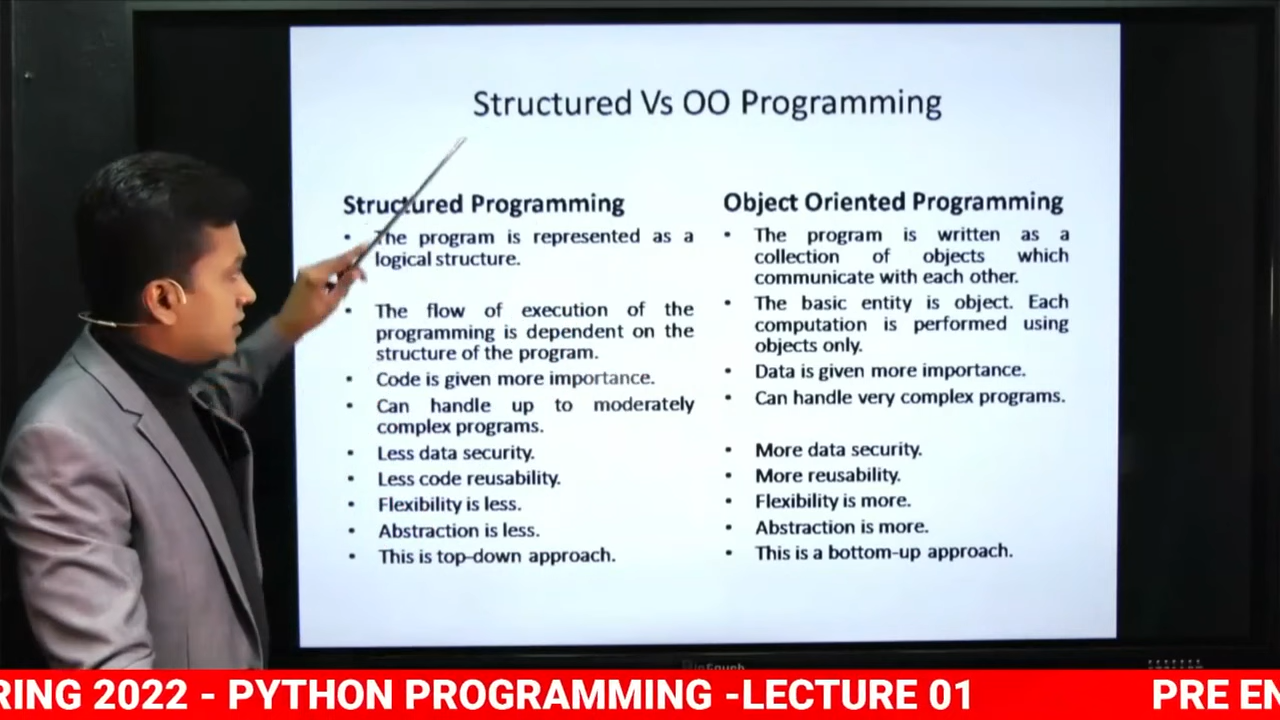 Structured Vs OO Programming
Structured Programming
• The program is represented as a
logical structure.
• The flow of execution of the
programming is dependent on the
structure of the program.
• Code is given more importance.
• Can handle up to moderately
complex programs.
• Less data security.
• Less code reusability.
• Flexibility is less.
• Abstraction is less.
• This is top-down approach.
Object Oriented Programming
• The program is written as a
collection of objects which
communicate with each other.
• The basic entity is object. Each
computation is performed using
objects only.
• Data is given more importance.
• Can handle very complex programs.
• More data security.
• More reusability.
• Flexibility is more.
• Abstraction is more.
• This is a bottom-up approach.
RING 2022 - PYTHON PROGRAMMING -LECTURE 01 PRE EN